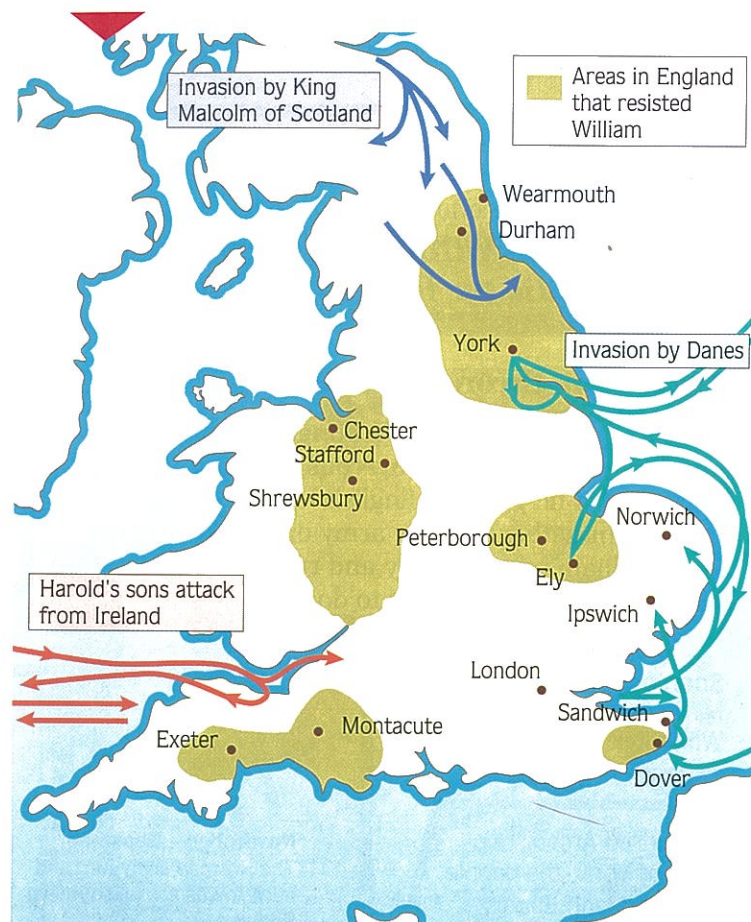 Invasion by King
Malcolm of Scotland
Areas in England
that resisted
William
Wearmouth
Durham
York
Invasion by Danes
Chester
Stafford
Shrewsbury
Peterborough
Norwich
Ely
Harold's sons attack
from Ireland
Ipswich
London
Sandwich
Montacute
Exeter
Dover